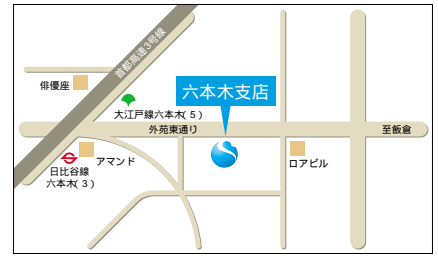 首都高速3号線
俳優座
六本木支店
大江戸線六本木(5)
外苑東通り
至飯倉
アマンド
ロアビル
日比谷線
六本木(3)